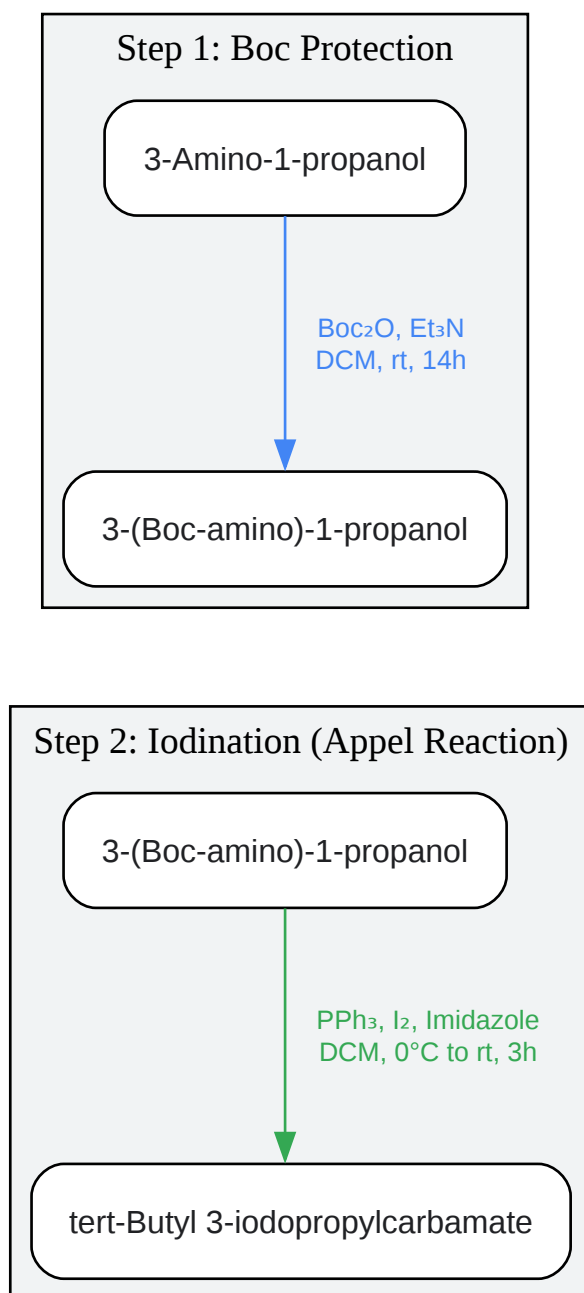 Step 1: Boc Protection
3-Amino-1-propanol
Boc₂O, Et₃N
DCM, rt, 14h
3-(Boc-amino)-1-propanol
Step 2: Iodination (Appel Reaction)
3-(Boc-amino)-1-propanol
PPh₃, I₂, Imidazole
DCM, 0°C to rt, 3h
tert-Butyl 3-iodopropylcarbamate